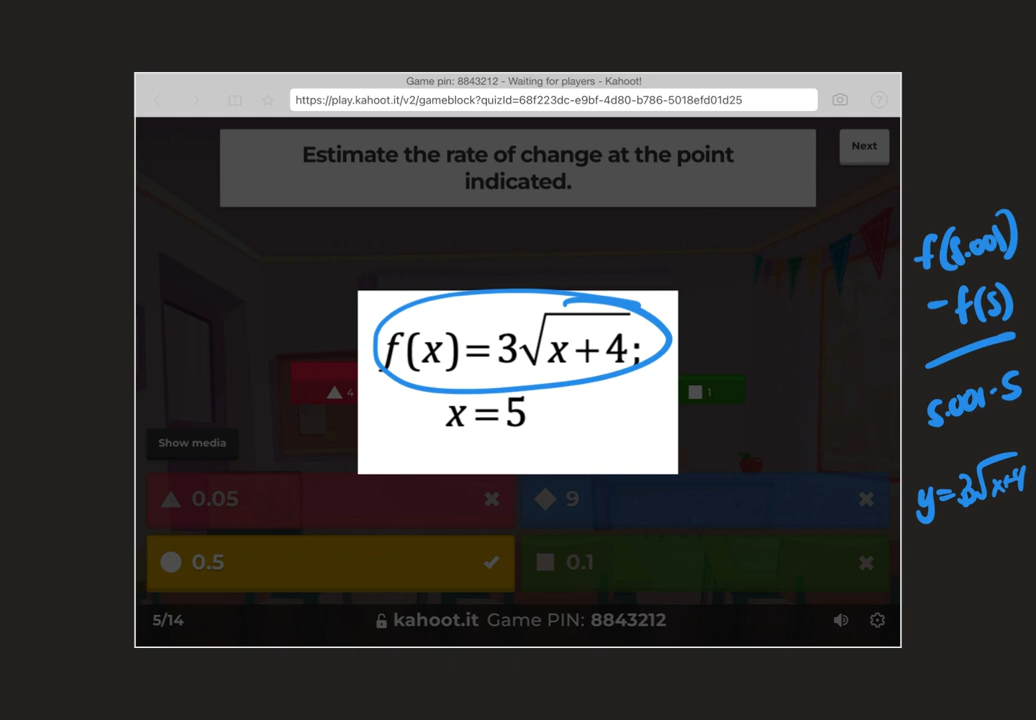 Game pin: 8843212 - Waiting for players - Kahoot!
https://play.kahoot.it/v2/gameblock?quizId=68f223dc-e9bf-4d80-b786-5018efd01d25
Estimate the rate of change at the point
indicated.
Next
f(x)=3√x+4;
x=5
4
1
Show media
0.05
9
0.5
0.1
5/14
kahoot.it Game PIN: 8843212
f(5.001)
-f(5)
5.001-5
y=3√x+4